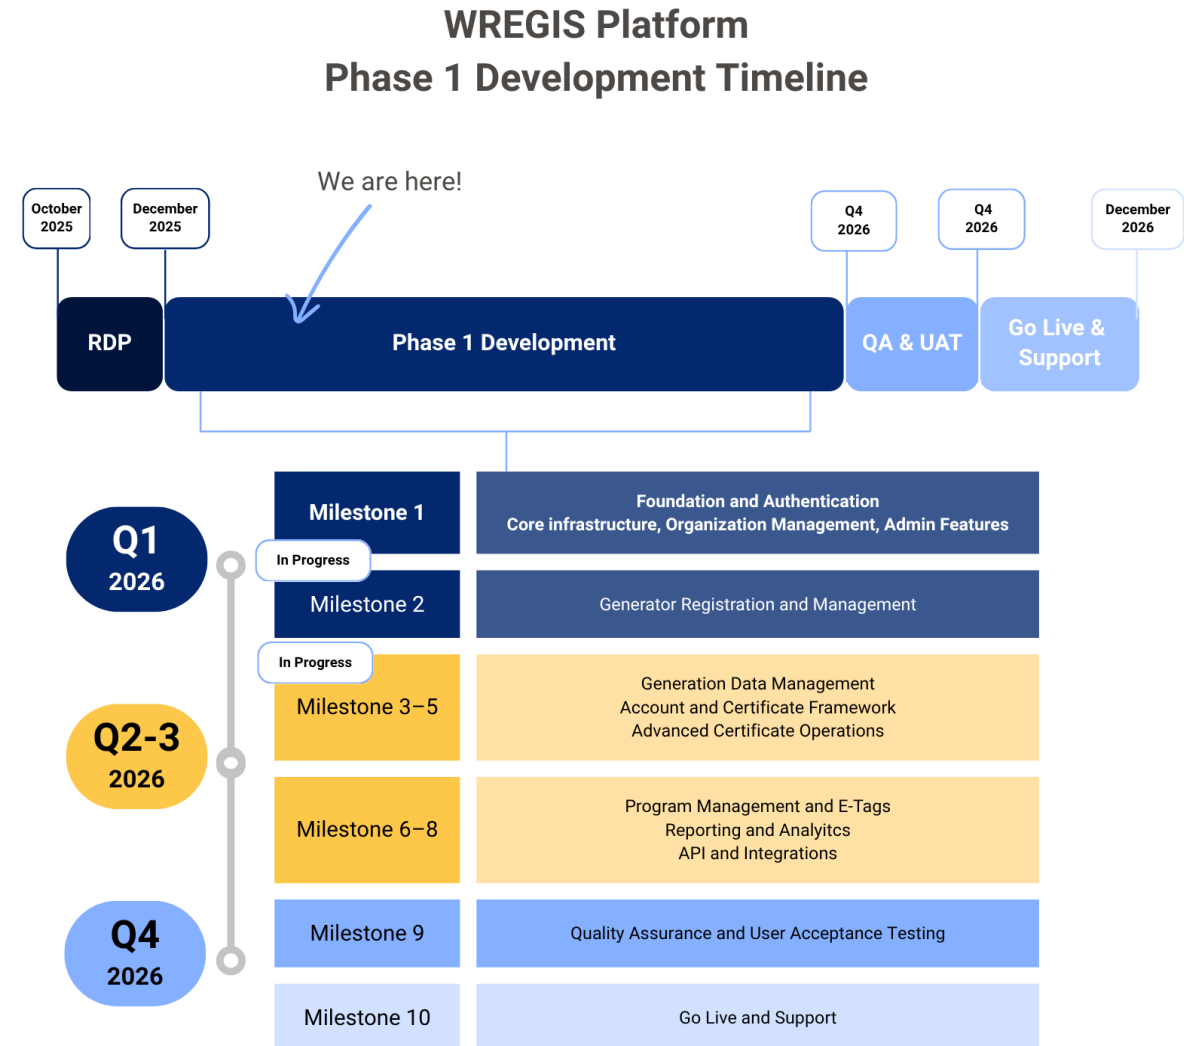 WREGIS Platform
Phase 1 Development Timeline
We are here!
October
2025
December
2025
Q4
2026
Q4
2026
December
2026
RDP
Phase 1 Development
QA & UAT
Go Live &
Support
Q1
2026
Milestone 1
Foundation and Authentication
Core infrastructure, Organization Management, Admin Features
In Progress
Milestone 2
Generator Registration and Management
In Progress
Q2-3
2026
Milestone 3–5
Generation Data Management
Account and Certificate Framework
Advanced Certificate Operations
Milestone 6–8
Program Management and E-Tags
Reporting and Analyitcs
API and Integrations
Q4
2026
Milestone 9
Quality Assurance and User Acceptance Testing
Milestone 10
Go Live and Support